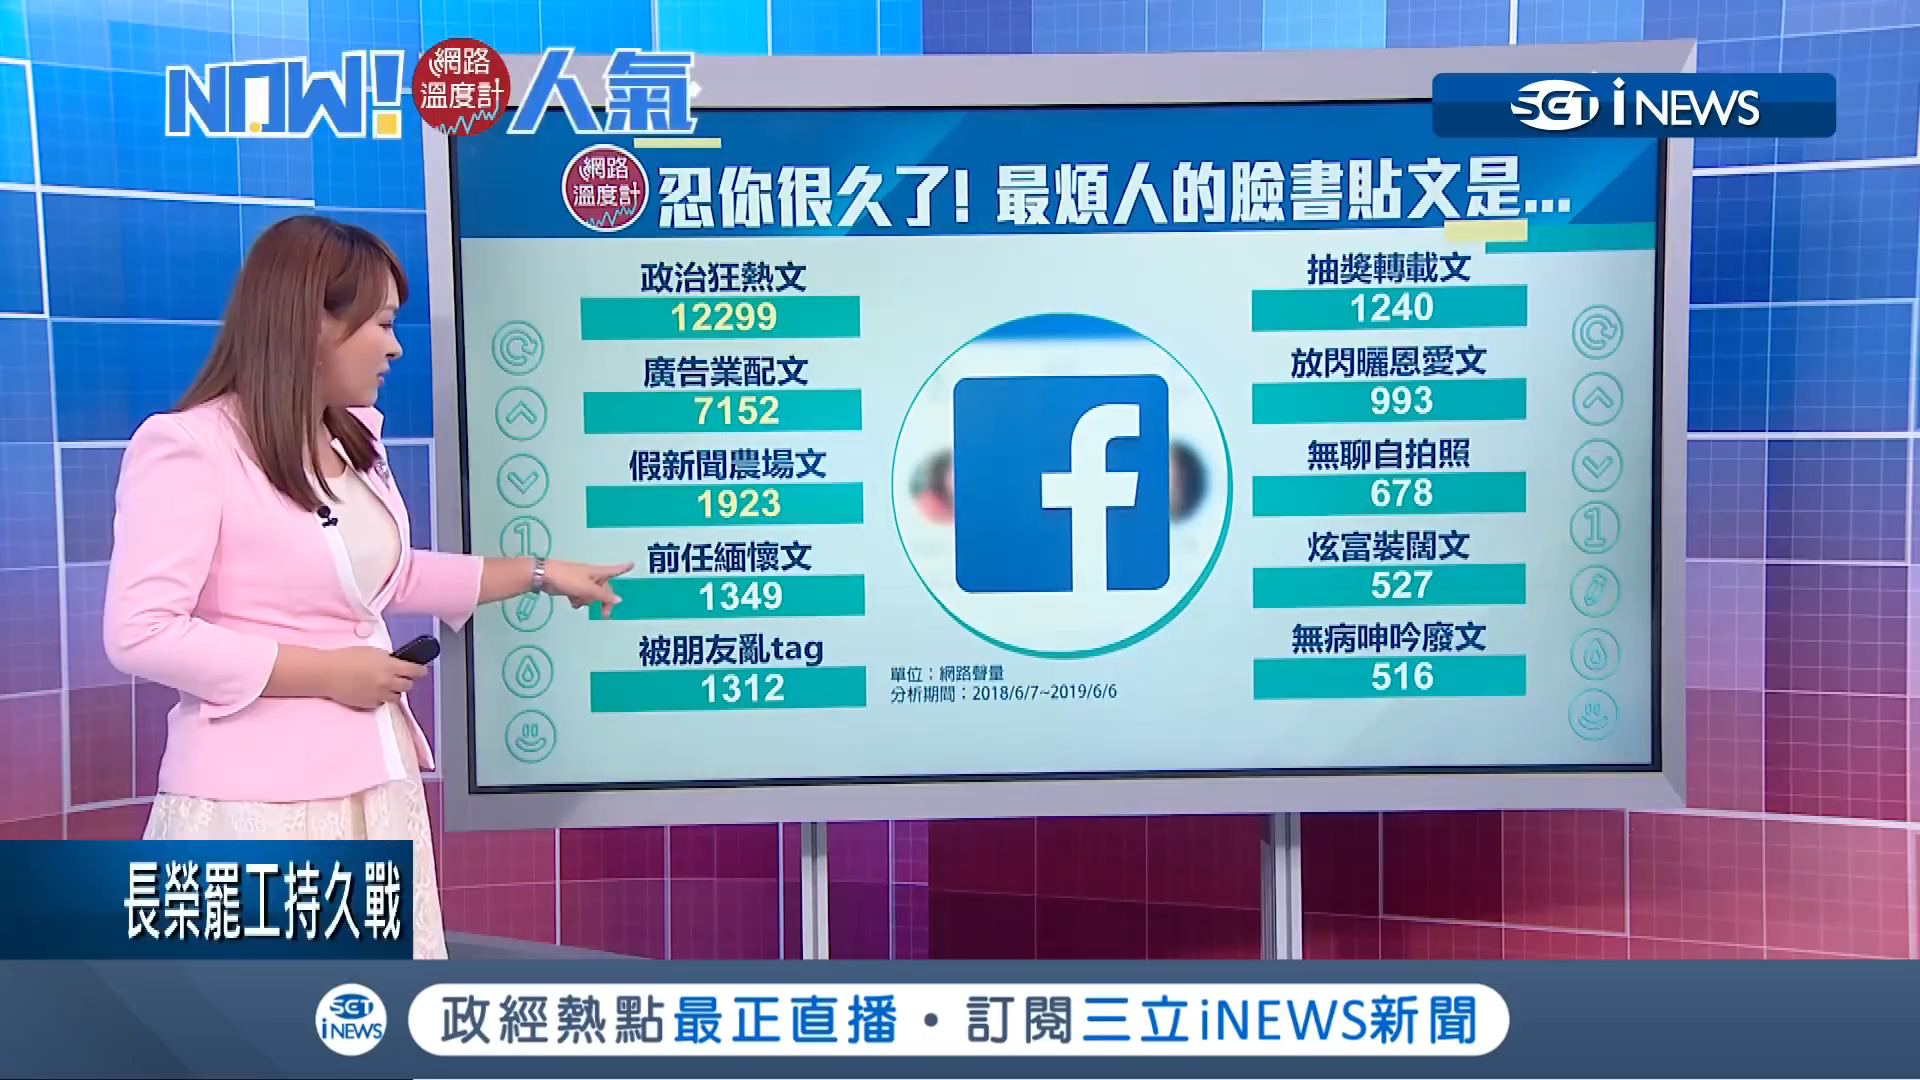 NOW!
網路
溫度計
人氣
SET iNEWS
網路
溫度計
忍你很久了! 最煩人的臉書貼文是...
政治狂熱文
12299
廣告業配文
7152
假新聞農場文
1923
前任緬懷文
1349
被朋友亂tag
1312
抽獎轉載文
1240
放閃曬恩愛文
993
無聊自拍照
678
炫富裝闊文
527
無病呻吟廢文
516
1
1
f
單位：網路聲量
分析期間：2018/6/7~2019/6/6
長榮罷工持久戰
SET
iNEWS
政經熱點最正直播・訂閱三立iNEWS新聞